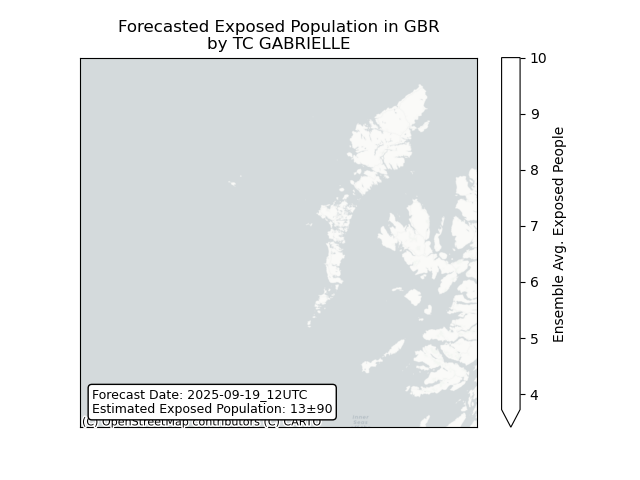 Forecasted Exposed Population in GBR
by TC GABRIELLE
10
9
8
7
6
5
4
Ensemble Avg. Exposed People
Forecast Date: 2025-09-19_12UTC
Estimated Exposed Population: 13±90
(C) OpenStreetMap contributors (C) CARTO